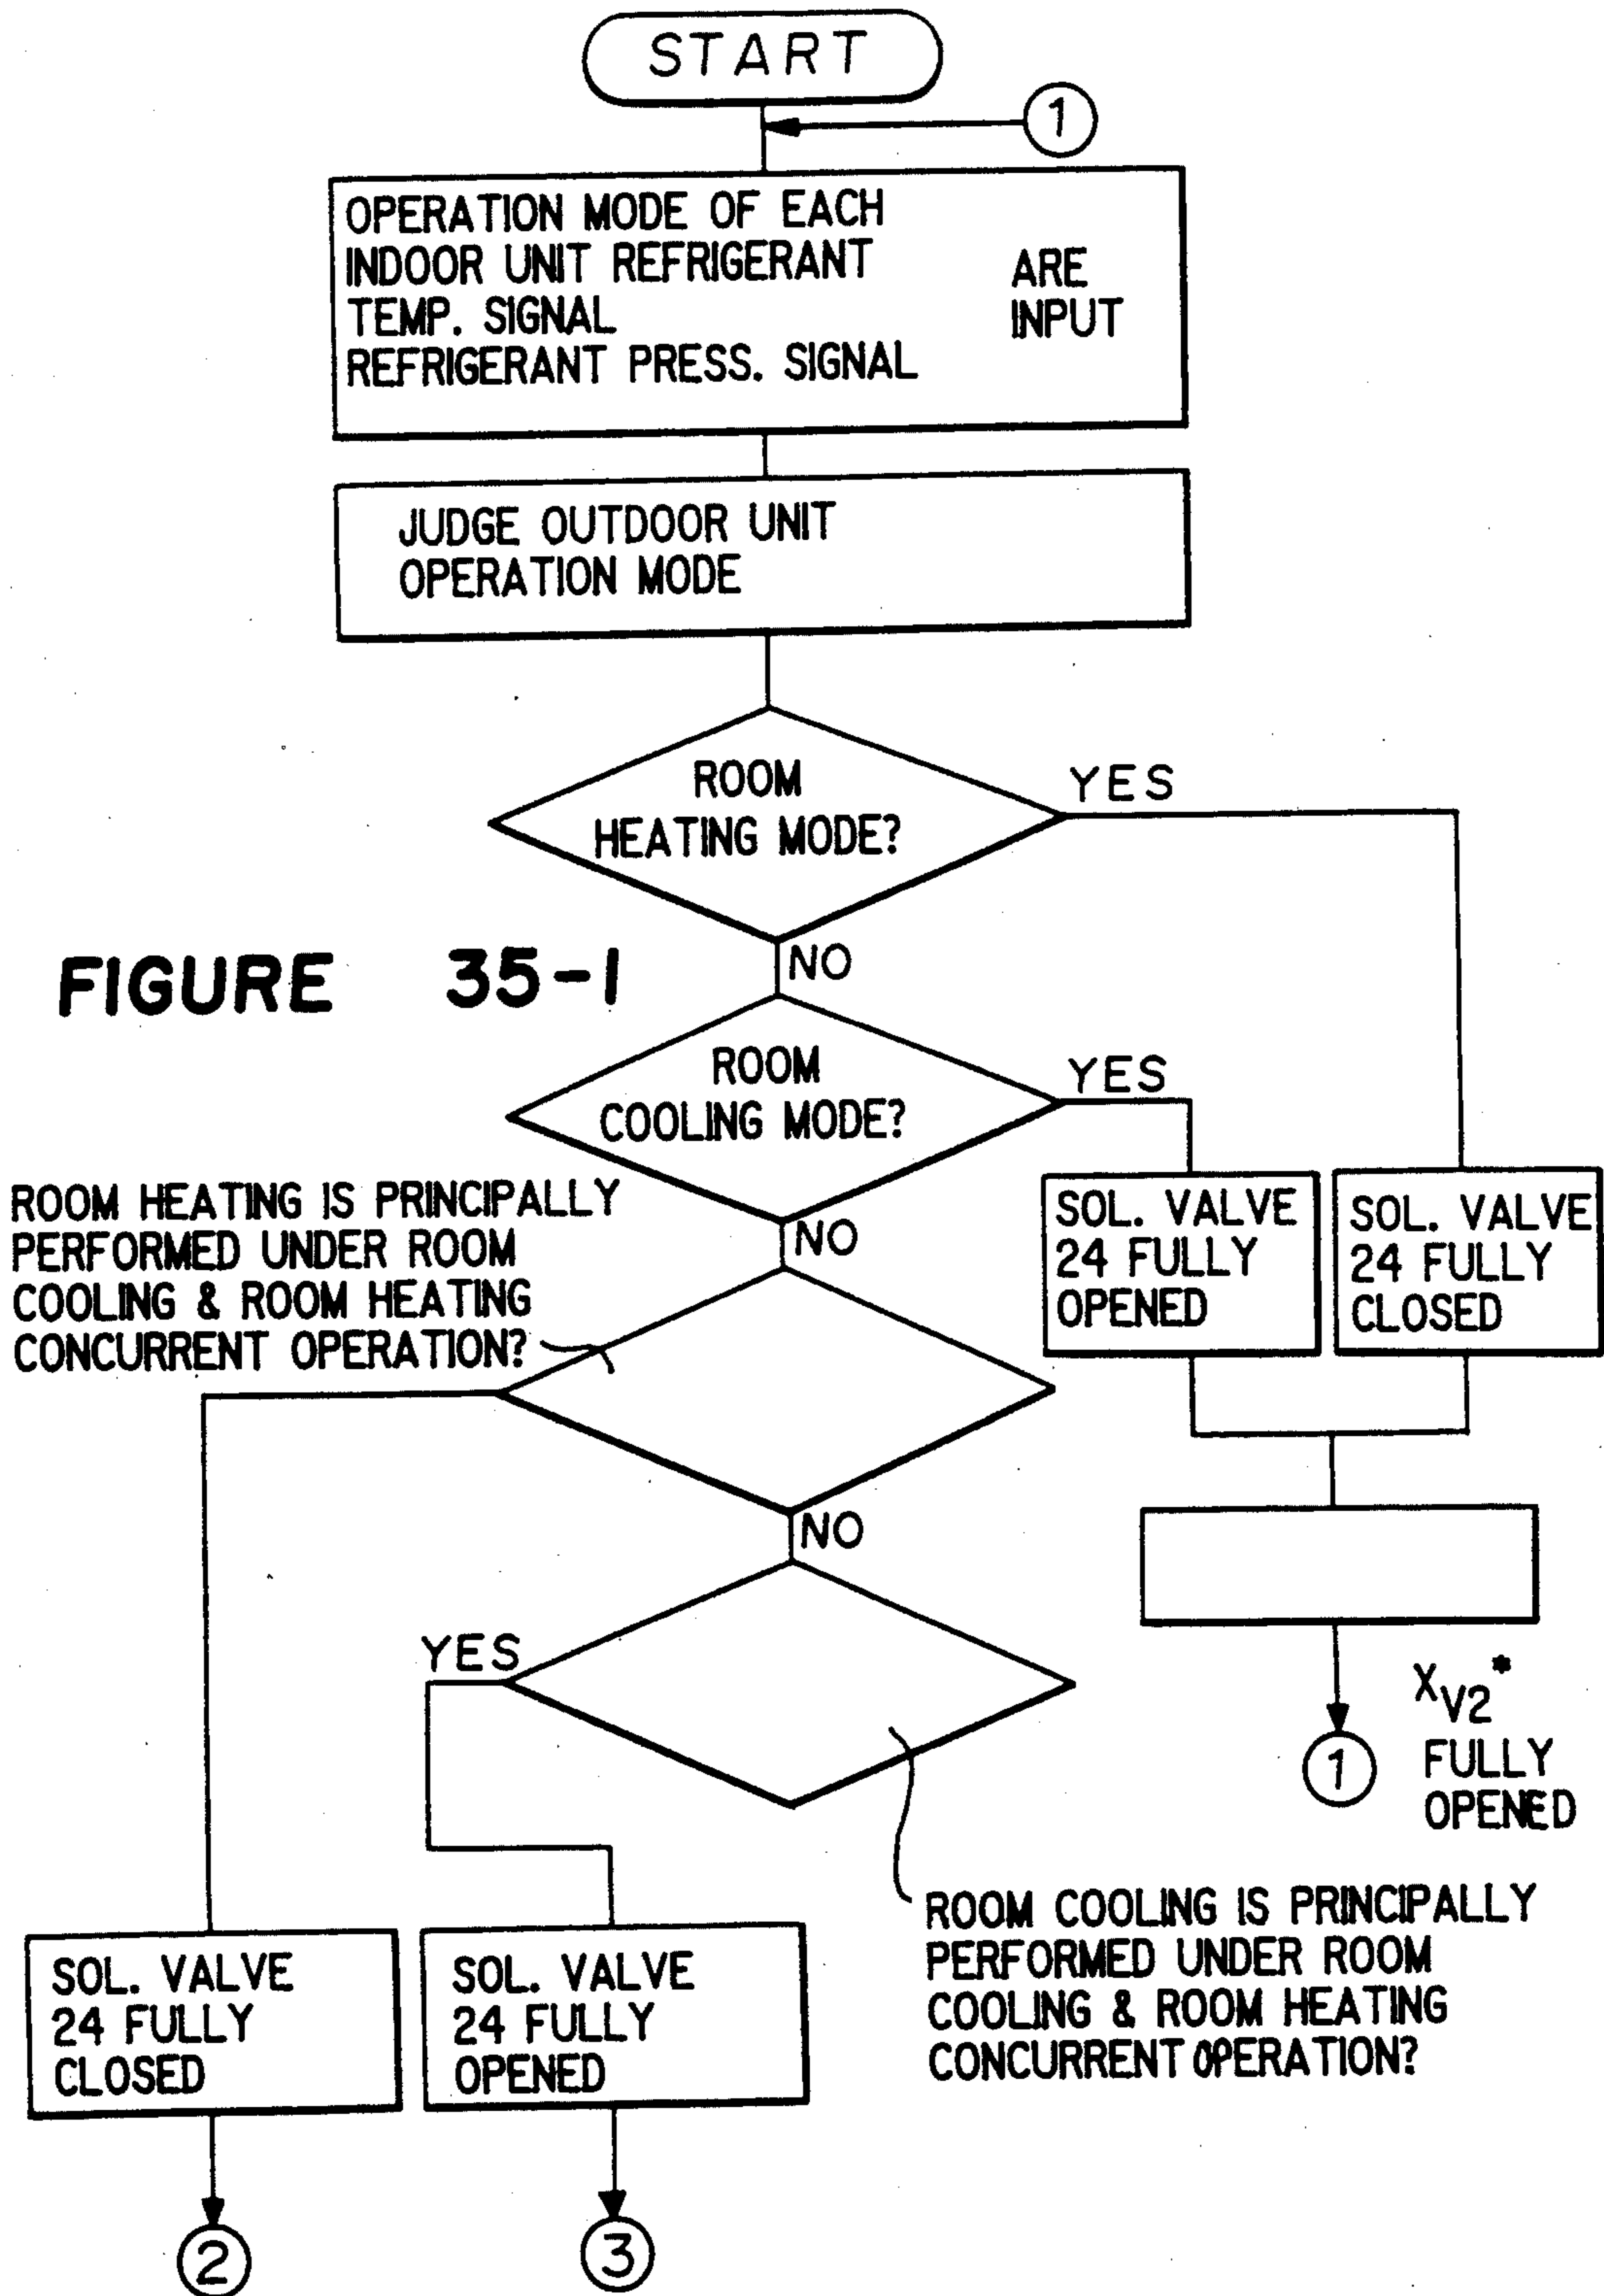 START
1
OPERATION MODE OF EACH
INDOOR UNIT REFRIGERANT
TEMP. SIGNAL
REFRIGERANT PRESS. SIGNAL
ARE
INPUT
JUDGE OUTDOOR UNIT
OPERATION MODE
ROOM
HEATING MODE?
YES
NO
FIGURE 35-1
ROOM
COOLING MODE?
YES
NO
SOL. VALVE
24 FULLY
OPENED
SOL. VALVE
24 FULLY
CLOSED
ROOM HEATING IS PRINCIPALLY
PERFORMED UNDER ROOM
COOLING & ROOM HEATING
CONCURRENT OPERATION?
NO
YES
XV2*
FULLY
OPENED
1
ROOM COOLING IS PRINCIPALLY
PERFORMED UNDER ROOM
COOLING & ROOM HEATING
CONCURRENT OPERATION?
SOL. VALVE
24 FULLY
CLOSED
SOL. VALVE
24 FULLY
OPENED
2
3